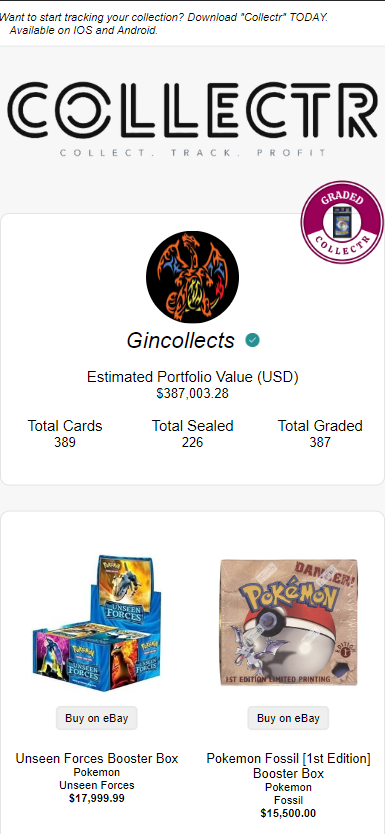 Want to start tracking your collection? Download "Collectr" TODAY.
Available on IOS and Android.
COLLECTR
COLLECT. TRACK. PROFIT
GRADED
COLLECTR
Gincollects
Estimated Portfolio Value (USD)
$387,003.28
Total Cards
389
Total Sealed
226
Total Graded
387
POKéMON
UNSEEN
FORCES
DANGER!
POKéMON
EDITION
1
1ST EDITION LIMITED PRINTING
Buy on eBay
Buy on eBay
Unseen Forces Booster Box
Pokemon
Unseen Forces
$17,999.99
Pokemon Fossil [1st Edition]
Booster Box
Pokemon
Fossil
$15,500.00